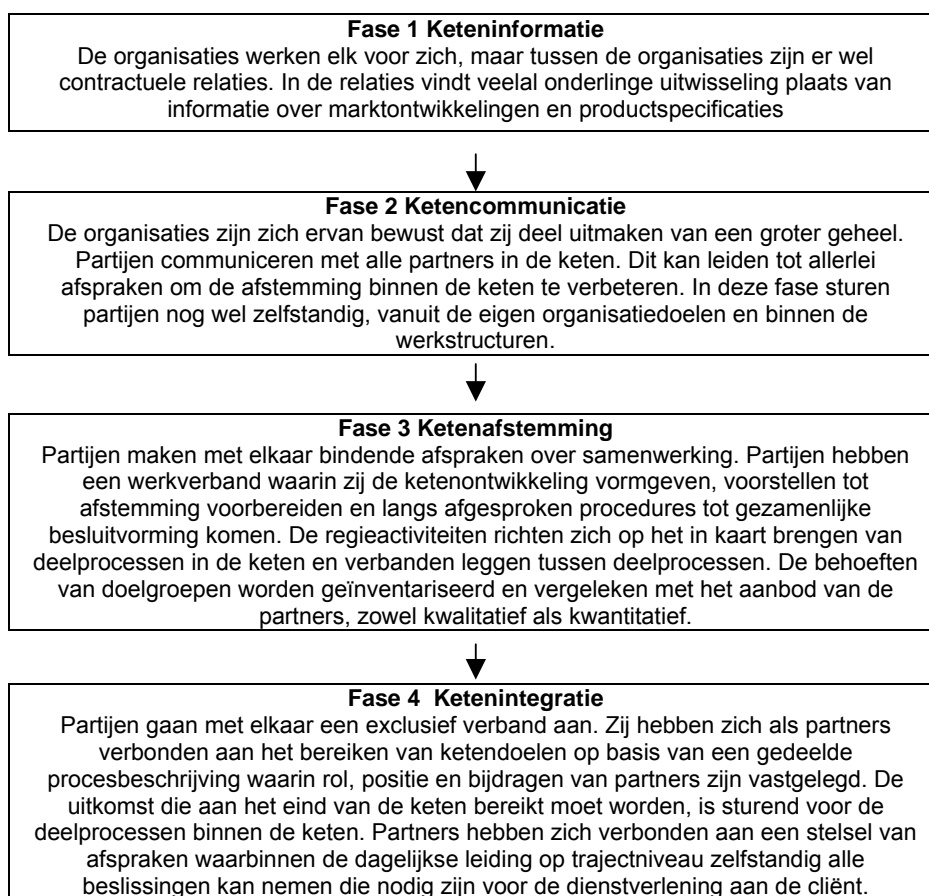 Fase 1 Keteninformatie
De organisaties werken elk voor zich, maar tussen de organisaties zijn er wel
contractuele relaties. In de relaties vindt veelal onderlinge uitwisseling plaats van
informatie over marktontwikkelingen en productspecificaties
Fase 2 Ketencommunicatie
De organisaties zijn zich ervan bewust dat zij deel uitmaken van een groter geheel.
Partijen communiceren met alle partners in de keten. Dit kan leiden tot allerlei
afspraken om de afstemming binnen de keten te verbeteren. In deze fase sturen
partijen nog wel zelfstandig, vanuit de eigen organisatiedoelen en binnen de
werkstructuren.
Fase 3 Ketenafstemming
Partijen maken met elkaar bindende afspraken over samenwerking. Partijen hebben
een werkverband waarin zij de ketenontwikkeling vormgeven, voorstellen tot
afstemming voorbereiden en langs afgesproken procedures tot gezamenlijke
besluitvorming komen. De regieactiviteiten richten zich op het in kaart brengen van
deelprocessen in de keten en verbanden leggen tussen deelprocessen. De behoeften
van doelgroepen worden geïnventariseerd en vergeleken met het aanbod van de
partners, zowel kwalitatief als kwantitatief.
Fase 4 Ketenintegratie
Partijen gaan met elkaar een exclusief verband aan. Zij hebben zich als partners
verbonden aan het bereiken van ketendoelen op basis van een gedeelde
procesbeschrijving waarin rol, positie en bijdragen van partners zijn vastgelegd. De
uitkomst die aan het eind van de keten bereikt moet worden, is sturend voor de
deelprocessen binnen de keten. Partners hebben zich verbonden aan een stelsel van
afspraken waarbinnen de dagelijkse leiding op trajectniveau zelfstandig alle
beslissingen kan nemen die nodig zijn voor de dienstverlening aan de cliënt.